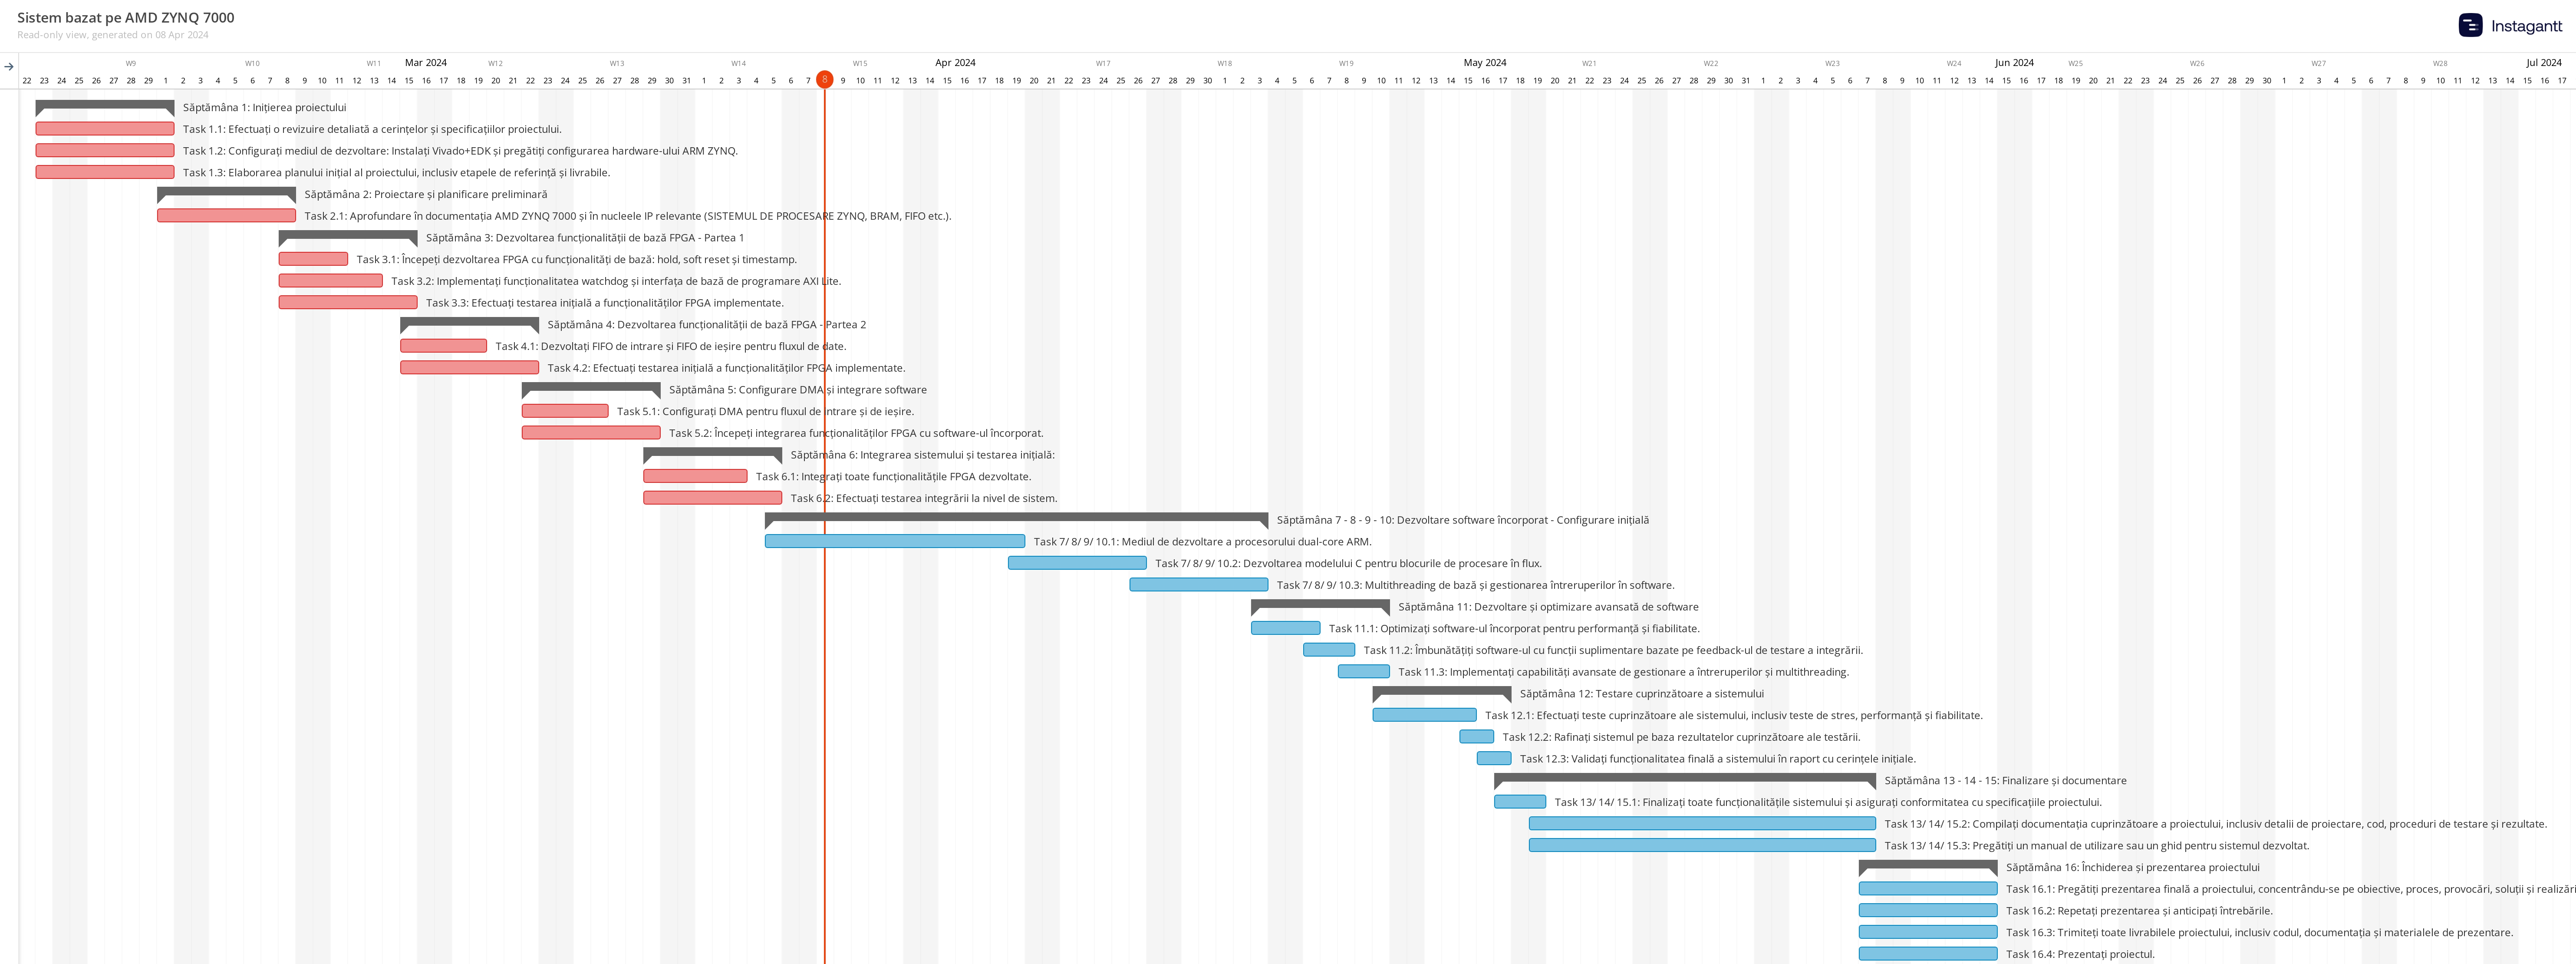 Sistem bazat pe AMD ZYNQ 7000
Read-only view, generated on 08 Apr 2024
Instagantt
W9 W10 W11 Mar 2024 W12 W13 W14 W15 Apr 2024 W17 W18 W19 May 2024 W21 W22 W23 W24 Jun 2024 W25 W26 W27 W28 Jul 2024
22 23 24 25 26 27 28 29 1 2 3 4 5 6 7 8 9 10 11 12 13 14 15 16 17 18 19 20 21 22 23 24 25 26 27 28 29 30 31 1 2 3 4 5 6 7 8 9 10 11 12 13 14 15 16 17 18 19 20 21 22 23 24 25 26 27 28 29 30 1 2 3 4 5 6 7 8 9 10 11 12 13 14 15 16 17 18 19 20 21 22 23 24 25 26 27 28 29 30 31 1 2 3 4 5 6 7 8 9 10 11 12 13 14 15 16 17 18 19 20 21 22 23 24 25 26 27 28 29 30 1 2 3 4 5 6 7 8 9 10 11 12 13 14 15 16 17
Săptămâna 1: Inițierea proiectului
Task 1.1: Efectuați o revizuire detaliată a cerințelor și specificațiilor proiectului.
Task 1.2: Configurați mediul de dezvoltare: Instalați Vivado+EDK și pregătiți configurarea hardware-ului ARM ZYNQ.
Task 1.3: Elaborarea planului inițial al proiectului, inclusiv etapele de referință și livrabile.
Săptămâna 2: Proiectare și planificare preliminară
Task 2.1: Aprofundare în documentația AMD ZYNQ 7000 și în nucleele IP relevante (SISTEMUL DE PROCESARE ZYNQ, BRAM, FIFO etc.).
Săptămâna 3: Dezvoltarea funcționalității de bază FPGA - Partea 1
Task 3.1: Începeți dezvoltarea FPGA cu funcționalități de bază: hold, soft reset și timestamp.
Task 3.2: Implementați funcționalitatea watchdog și interfața de bază de programare AXI Lite.
Task 3.3: Efectuați testarea inițială a funcționalităților FPGA implementate.
Săptămâna 4: Dezvoltarea funcționalității de bază FPGA - Partea 2
Task 4.1: Dezvoltați FIFO de intrare și FIFO de ieșire pentru fluxul de date.
Task 4.2: Efectuați testarea inițială a funcționalităților FPGA implementate.
Săptămâna 5: Configurare DMA și integrare software
Task 5.1: Configurați DMA pentru fluxul de intrare și de ieșire.
Task 5.2: Începeți integrarea funcționalităților FPGA cu software-ul încorporat.
Săptămâna 6: Integrarea sistemului și testarea inițială:
Task 6.1: Integrați toate funcționalitățile FPGA dezvoltate.
Task 6.2: Efectuați testarea integrării la nivel de sistem.
Săptămâna 7 - 8 - 9 - 10: Dezvoltare software încorporat - Configurare inițială
Task 7/ 8/ 9/ 10.1: Mediul de dezvoltare a procesorului dual-core ARM.
Task 7/ 8/ 9/ 10.2: Dezvoltarea modelului C pentru blocurile de procesare în flux.
Task 7/ 8/ 9/ 10.3: Multithreading de bază și gestionarea întreruperilor în software.
Săptămâna 11: Dezvoltare și optimizare avansată de software
Task 11.1: Optimizați software-ul încorporat pentru performanță și fiabilitate.
Task 11.2: Îmbunătățiți software-ul cu funcții suplimentare bazate pe feedback-ul de testare a integrării.
Task 11.3: Implementați capabilități avansate de gestionare a întreruperilor și multithreading.
Săptămâna 12: Testare cuprinzătoare a sistemului
Task 12.1: Efectuați teste cuprinzătoare ale sistemului, inclusiv teste de stres, performanță și fiabilitate.
Task 12.2: Rafinați sistemul pe baza rezultatelor cuprinzătoare ale testării.
Task 12.3: Validați funcționalitatea finală a sistemului în raport cu cerințele inițiale.
Săptămâna 13 - 14 - 15: Finalizare și documentare
Task 13/ 14/ 15.1: Finalizați toate funcționalitățile sistemului și asigurați conformitatea cu specificațiile proiectului.
Task 13/ 14/ 15.2: Compilați documentația cuprinzătoare a proiectului, inclusiv detalii de proiectare, cod, proceduri de testare și rezultate.
Task 13/ 14/ 15.3: Pregătiți un manual de utilizare sau un ghid pentru sistemul dezvoltat.
Săptămâna 16: Închiderea și prezentarea proiectului
Task 16.1: Pregătiți prezentarea finală a proiectului, concentrându-se pe obiective, proces, provocări, soluții și realizări
Task 16.2: Repetați prezentarea și anticipați întrebările.
Task 16.3: Trimiteți toate livrabilele proiectului, inclusiv codul, documentația și materialele de prezentare.
Task 16.4: Prezentați proiectul.